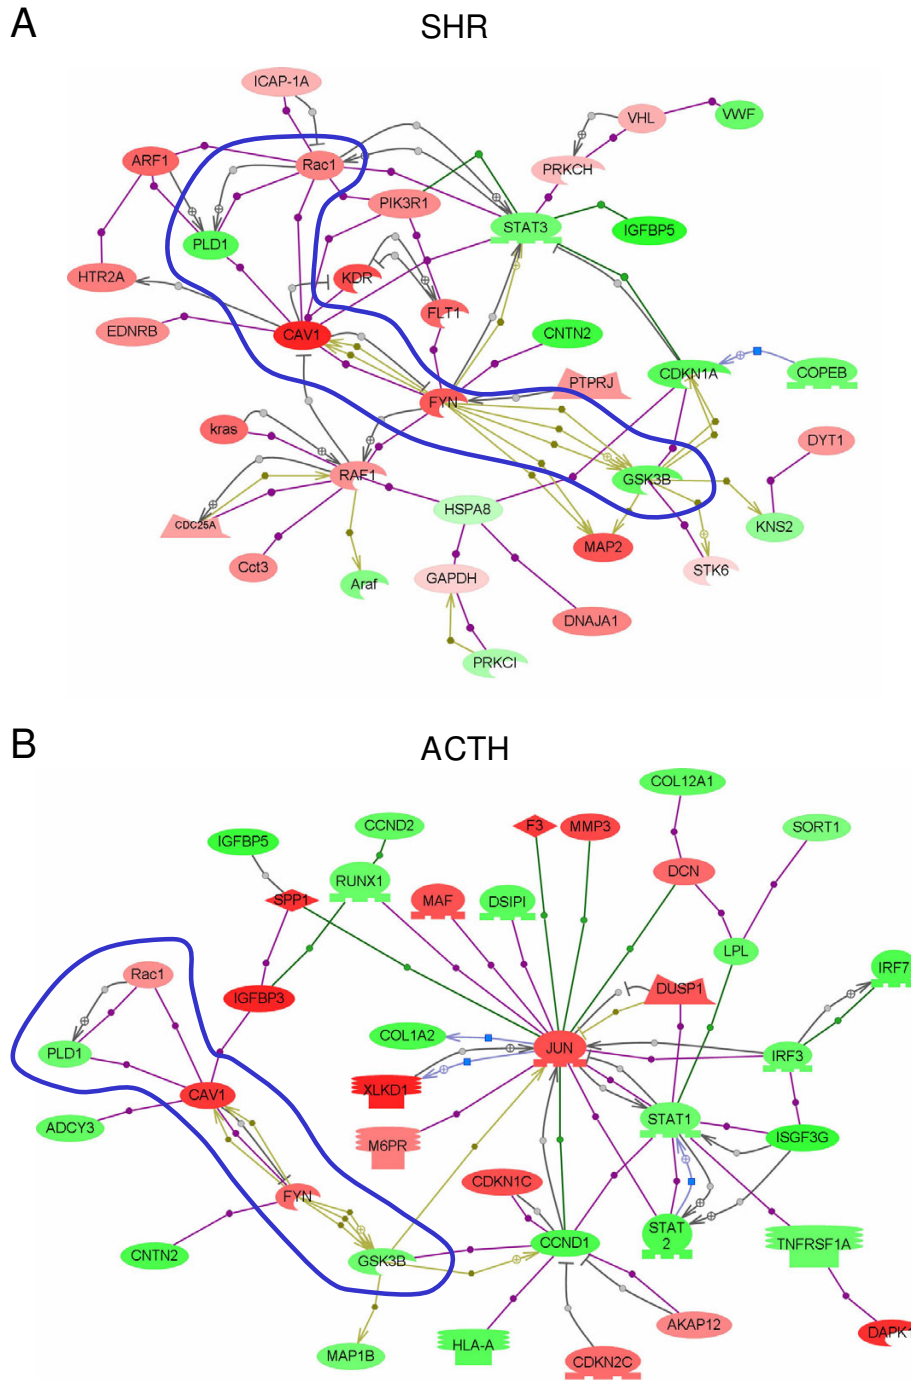 A
SHR
ICAP-1A
VHL
VWF
ARF1
Rac1
PRKCH
PIK3R1
STAT3
IGFBP5
PLD1
HTR2A
KDR
FLT1
EDNRB
CAV1
CNTN2
CDKN1A
COPEB
PTPRJ
FYN
kras
DYT1
RAF1
GSK3B
CDC25A
HSPA8
KNS2
MAP2
Cct3
GAPDH
STK6
Araf
DNAJA1
PRKCI
B
ACTH
COL12A1
IGFBP5
CCND2
F3
MMP3
SORT1
RUNX1
DCN
SPP1
MAF
DSIPI
LPL
Rac1
IGFBP3
DUSP1
IRF7
COL1A2
JUN
PLD1
IRF3
XLKD1
CAV1
STAT1
ADCY3
M6PR
ISGF3G
FYN
CDKN1C
STAT
2
TNFRSF1A
CNTN2
GSK3B
CCND1
AKAP12
DAPK1
MAP1B
HLA-A
CDKN2C